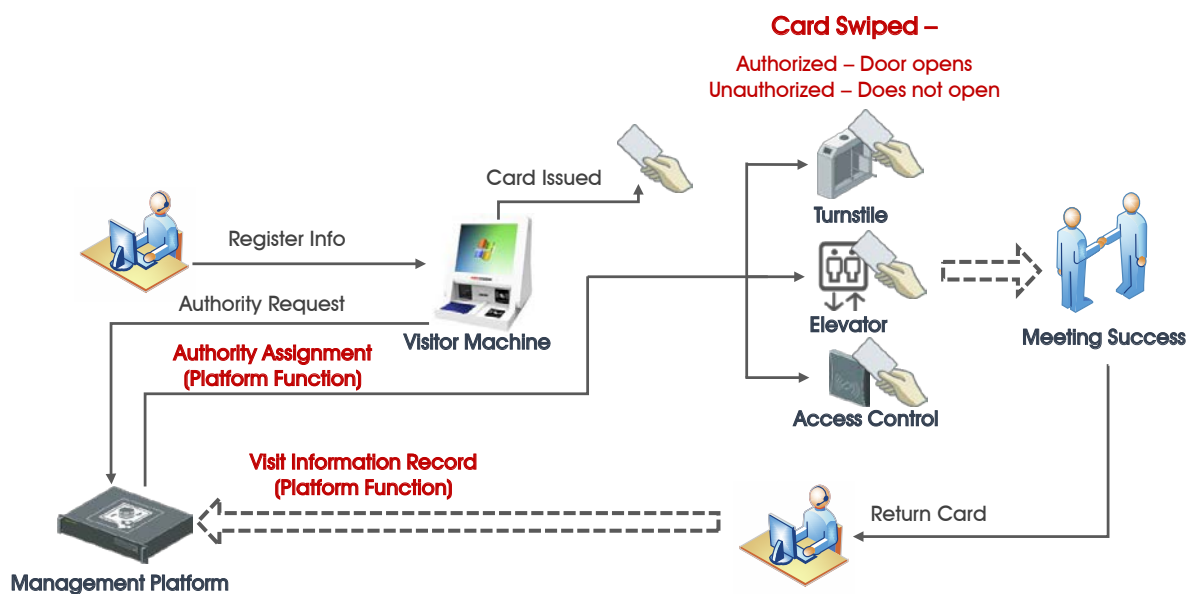 Card Swiped –
Authorized – Door opens
Unauthorized – Does not open
Card Issued
Turnstile
Register Info
Authority Request
Visitor Machine
Elevator
Meeting Success
Authority Assignment
(Platform Function)
Access Control
Visit Information Record
(Platform Function)
Return Card
Management Platform